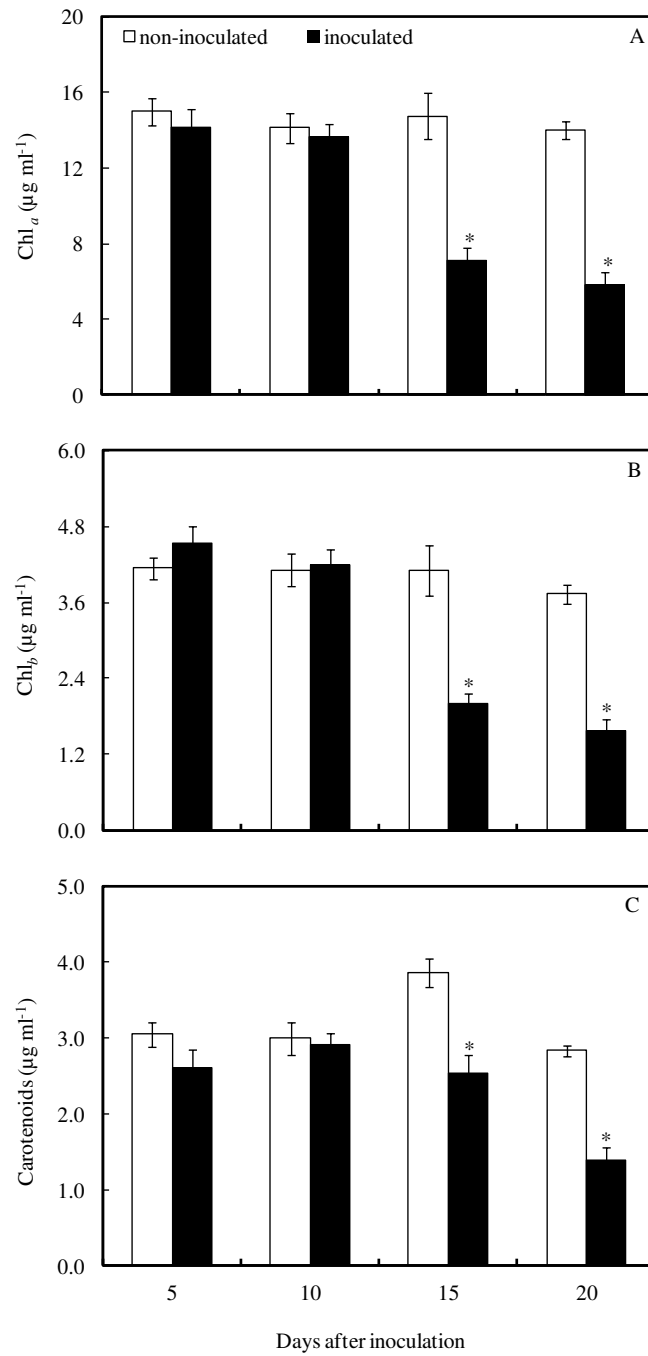 20
non-inoculated
inoculated
A
16
12
8
4
0
Chl a (µg ml-1)
*
*
6.0
B
4.8
3.6
2.4
1.2
0.0
Chl b (µg ml-1)
*
*
5.0
C
4.0
3.0
2.0
1.0
0.0
Carotenoids (µg ml-1)
*
*
5 10 15 20
Days after inoculation